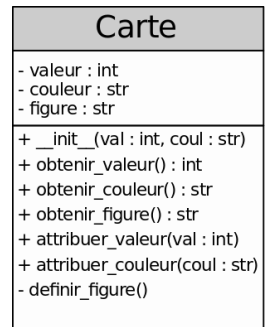 Carte
- valeur : int
- couleur : str
- figure : str
+ __init__(val : int, coul : str)
+ obtenir_valeur() : int
+ obtenir_couleur() : str
+ obtenir_figure() : str
+ attribuer_valeur(val : int)
+ attribuer_couleur(coul : str)
- definir_figure()